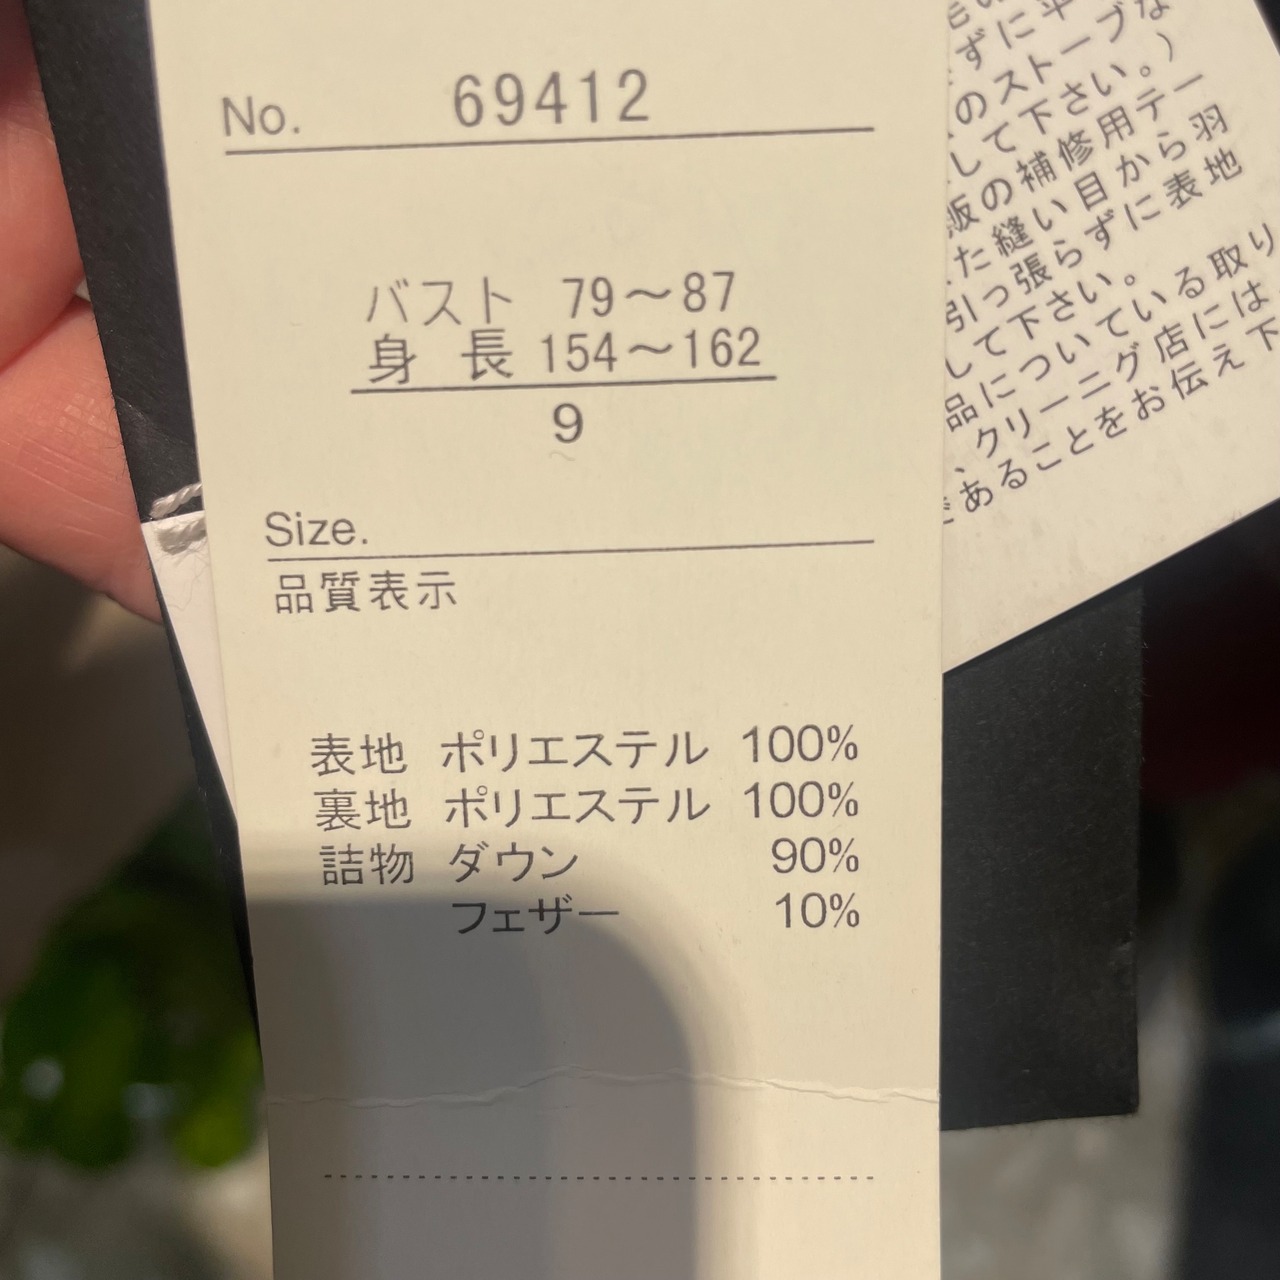 No. 69412
バスト 79～87
身長 154～162
9
Size.
品質表示
表地 ポリエステル 100%
裏地 ポリエステル 100%
詰物 ダウン 90%
フェザー 10%
ずに平
のストーブな
して下さい。)
販の補修用テー
た縫い目から羽
引っ張らずに表地
して下さい。
品についている取り
、クリーニング店には
であることをお伝え下